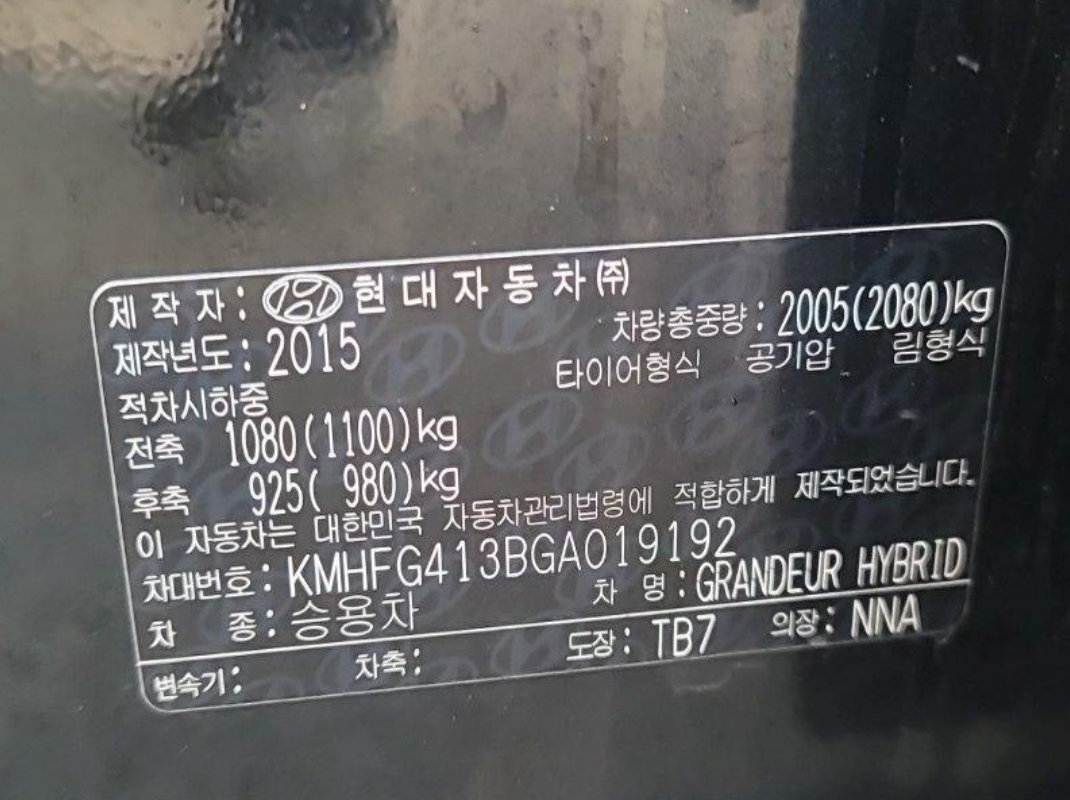 제 작 자 : 현대자동차㈜
제작년도 : 2015 차량총중량 : 2005(2080)kg
적차시하중 타이어형식 공기압 림형식
전축 1080(1100)kg
후축 925( 980)kg
이 자동차는 대한민국 자동차관리법령에 적합하게 제작되었습니다.
차대번호 : KMHFG413BGA019192
차 종 : 승용차 차 명 : GRANDEUR HYBRID
변속기 : 차축 : 도장 : TB7 의장 : NNA